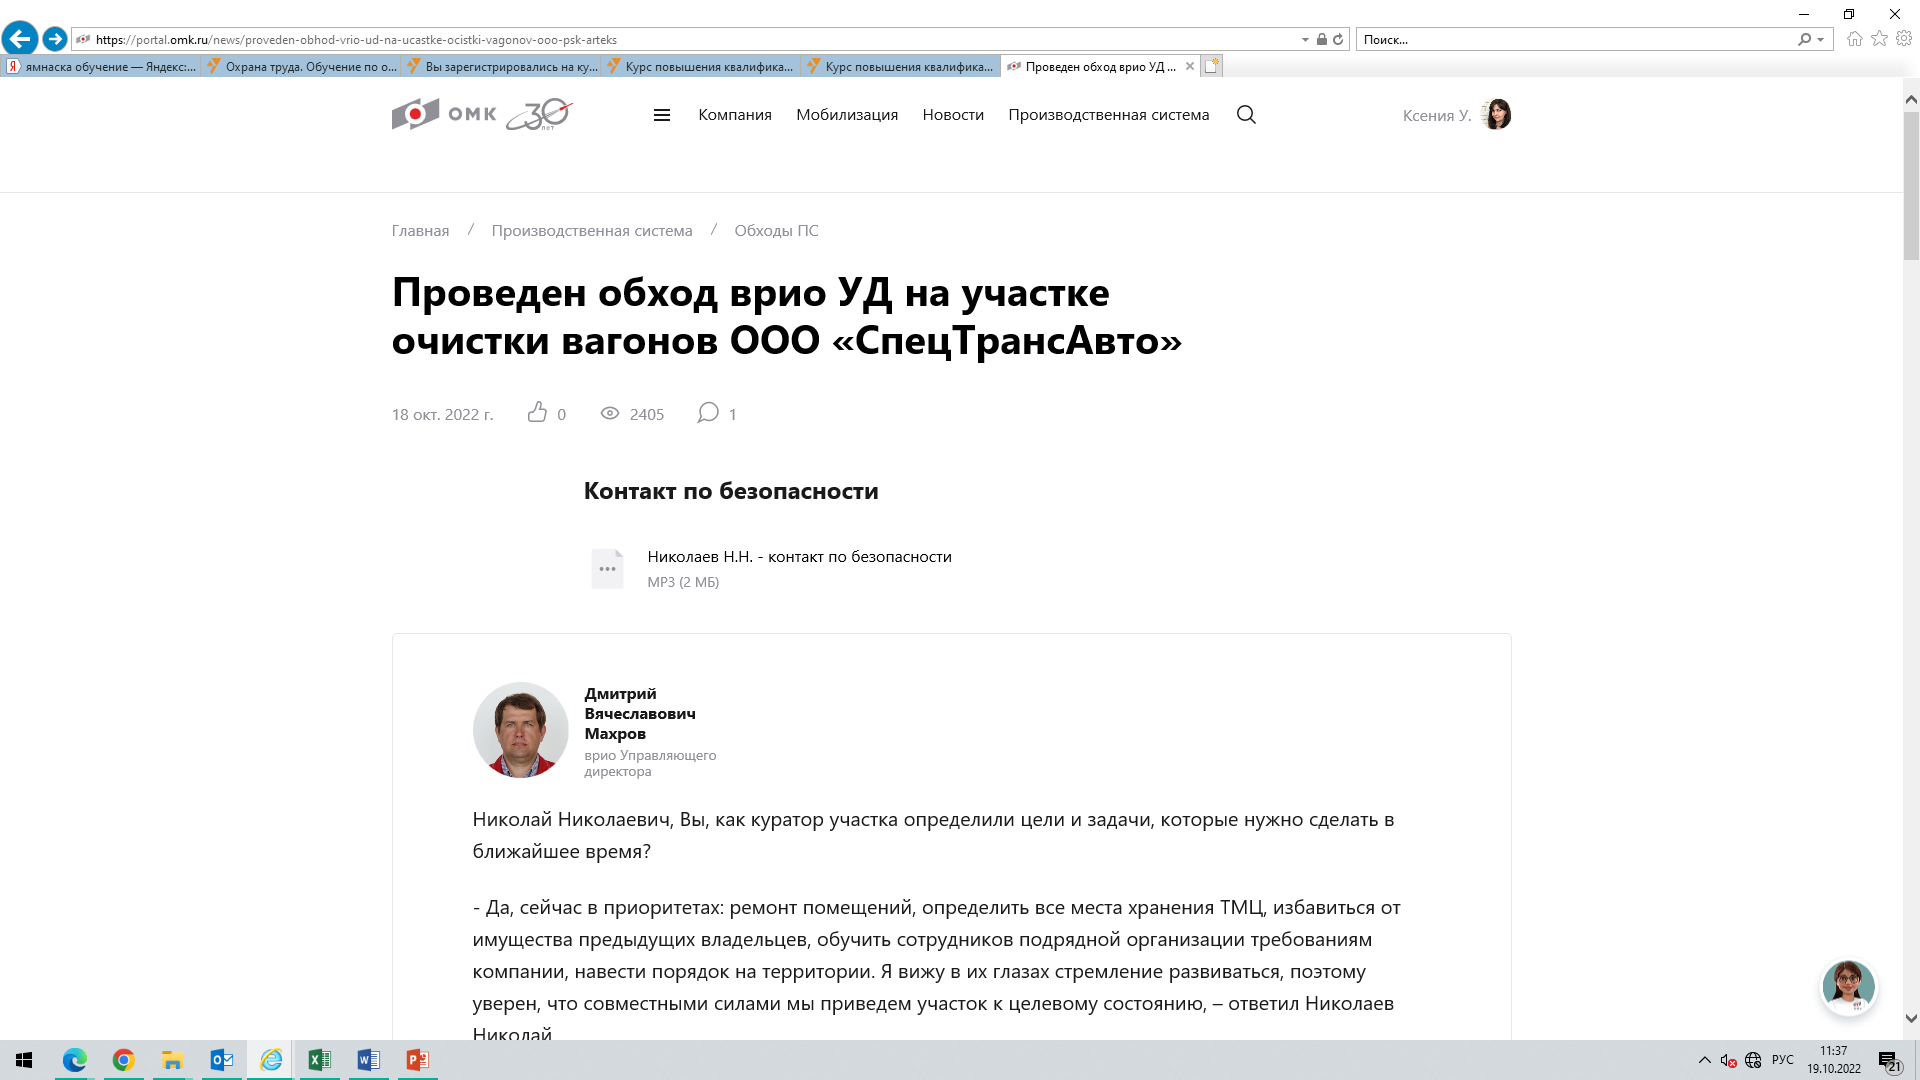 https://portal.omk.ru/news/proveden-obhod-vrio-ud-na-ucastke-ocistki-vagonov-ooo-psk-arteks
Поиск...
Я ямнаска обучение — Яндекс:...
Охрана труда. Обучение по о...
Вы зарегистрировались на ку...
Курс повышения квалифика...
Курс повышения квалифика...
Проведен обход врио УД ...
ОМК 30 лет
Компания Мобилизация Новости Производственная система
Ксения У.
Главная / Производственная система / Обходы ПС
Проведен обход врио УД на участке
очистки вагонов ООО «СпецТрансАвто»
18 окт. 2022 г. 0 2405 1
Контакт по безопасности
Николаев Н.Н. - контакт по безопасности
MP3 (2 МБ)
Дмитрий
Вячеславович
Махров
врио Управляющего
директора
Николай Николаевич, Вы, как куратор участка определили цели и задачи, которые нужно сделать в
ближайшее время?
- Да, сейчас в приоритетах: ремонт помещений, определить все места хранения ТМЦ, избавиться от
имущества предыдущих владельцев, обучить сотрудников подрядной организации требованиям
компании, навести порядок на территории. Я вижу в их глазах стремление развиваться, поэтому
уверен, что совместными силами мы приведем участок к целевому состоянию, – ответил Николаев
Николай
РУС
11:37
19.10.2022
21